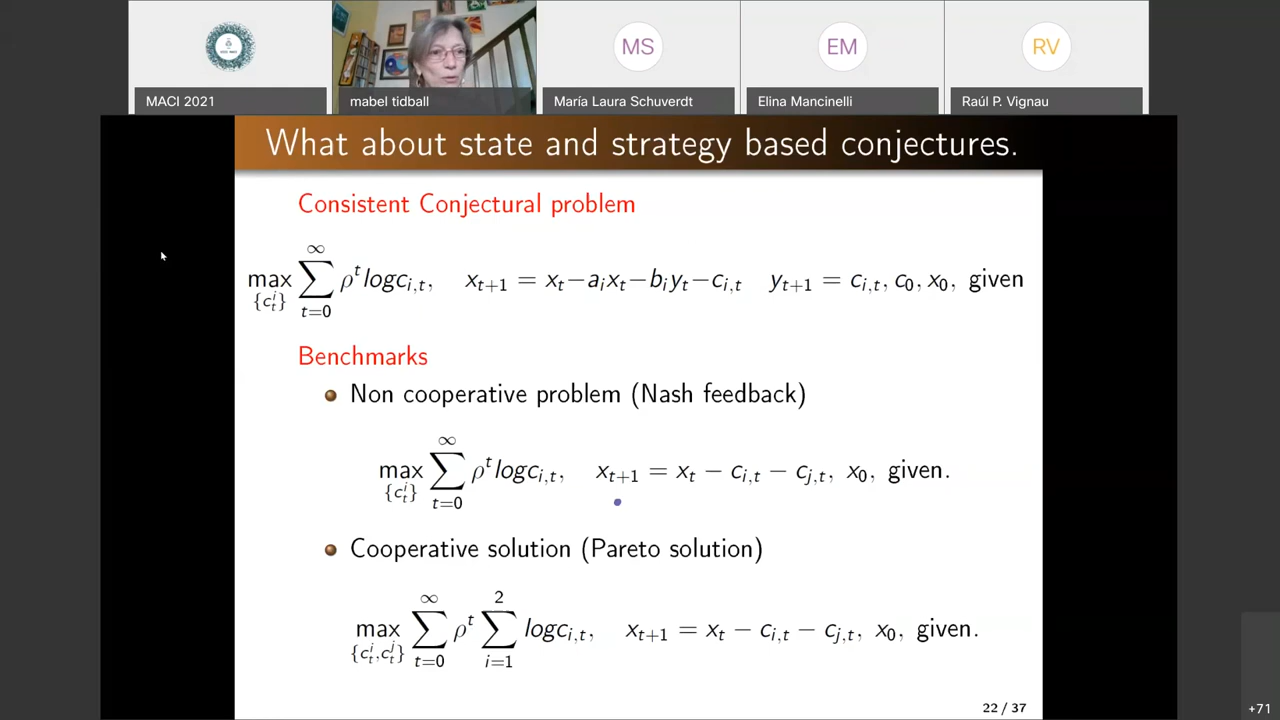 MS
EM
RV
MACI 2021
mabel tidball
María Laura Schuverdt
Elina Mancinelli
Raúl P. Vignau
What about state and strategy based conjectures.
Consistent Conjectural problem
max_{\{c_t^i\}} ∑_{t=0}^{∞} ρ^t log c_{i,t},   x_{t+1} = x_t − a_i x_t − b_i y_t − c_{i,t}   y_{t+1} = c_{i,t}, c_0, x_0, given
Benchmarks
Non cooperative problem (Nash feedback)
max_{\{c_t^i\}} ∑_{t=0}^{∞} ρ^t log c_{i,t},   x_{t+1} = x_t − c_{i,t} − c_{j,t}, x_0, given.
Cooperative solution (Pareto solution)
max_{\{c_t^i, c_t^j\}} ∑_{t=0}^{∞} ρ^t ∑_{i=1}^{2} log c_{i,t},   x_{t+1} = x_t − c_{i,t} − c_{j,t}, x_0, given.
22 / 37
+71